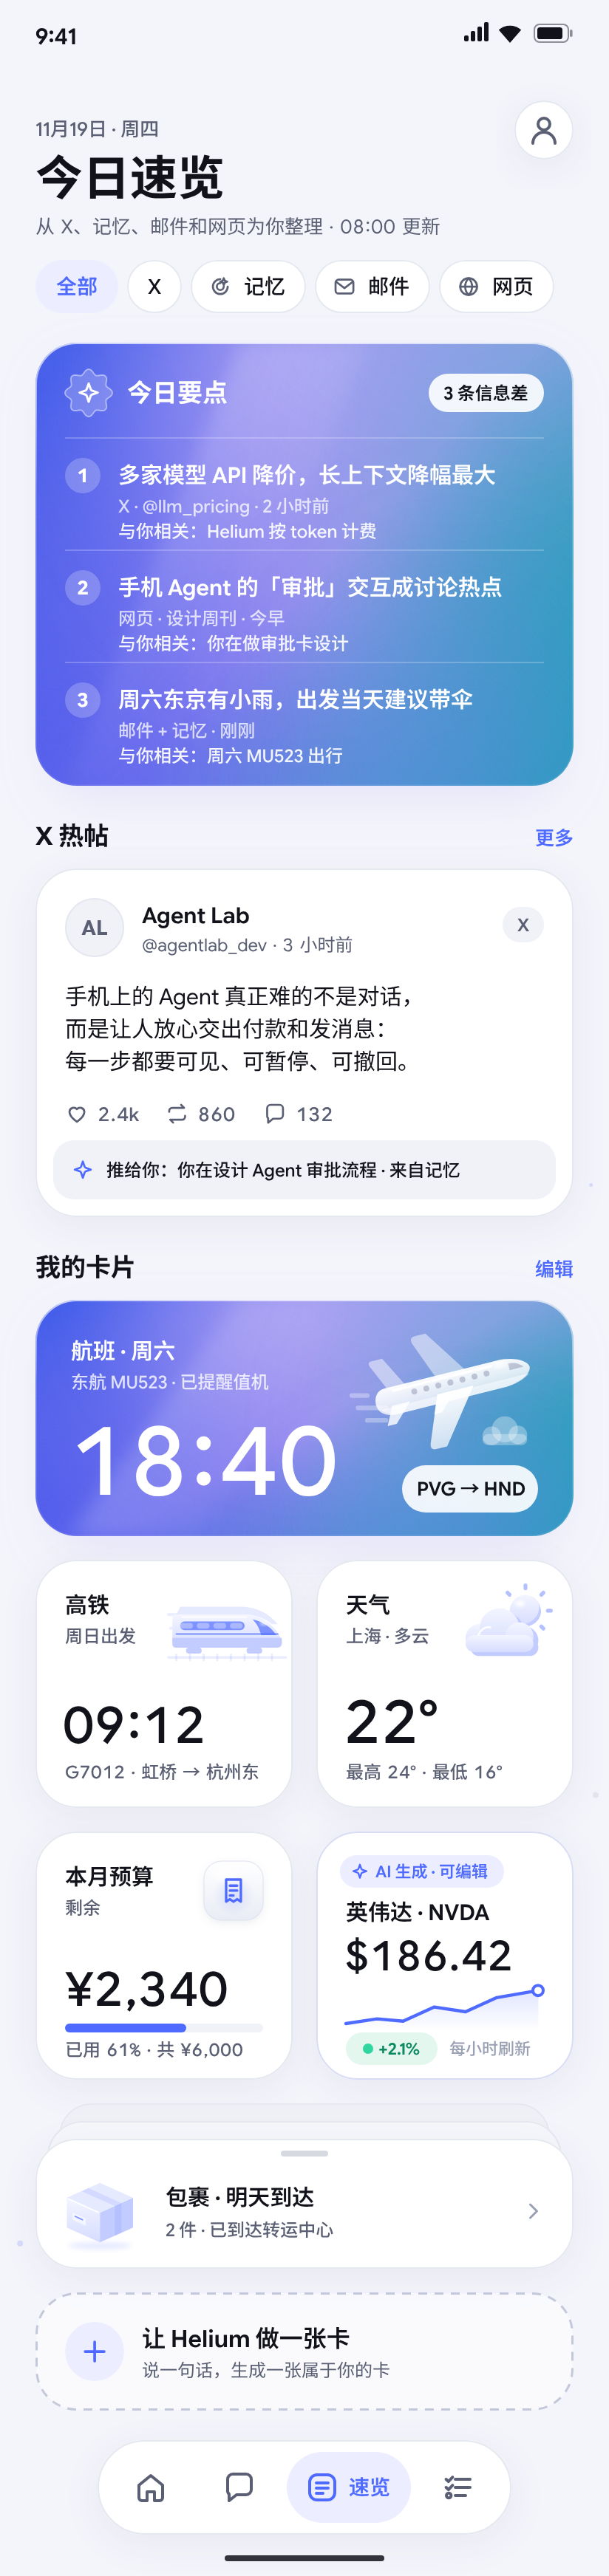 9:41
11月19日 · 周四
今日速览
从 X、记忆、邮件和网页为你整理 · 08:00 更新
全部
X
记忆
邮件
网页
今日要点
3 条信息差
1
多家模型 API 降价，长上下文降幅最大
X · @llm_pricing · 2 小时前
与你相关：Helium 按 token 计费
2
手机 Agent 的「审批」交互成讨论热点
网页 · 设计周刊 · 今早
与你相关：你在做审批卡设计
3
周六东京有小雨，出发当天建议带伞
邮件 + 记忆 · 刚刚
与你相关：周六 MU523 出行
X 热帖
更多
AL
Agent Lab
@agentlab_dev · 3 小时前
X
手机上的 Agent 真正难的不是对话，
而是让人放心交出付款和发消息：
每一步都要可见、可暂停、可撤回。
2.4k
860
132
推给你：你在设计 Agent 审批流程 · 来自记忆
我的卡片
编辑
航班 · 周六
东航 MU523 · 已提醒值机
18:40
PVG → HND
高铁
周日出发
09:12
G7012 · 虹桥 → 杭州东
天气
上海 · 多云
22°
最高 24° · 最低 16°
本月预算
剩余
¥2,340
已用 61% · 共 ¥6,000
AI 生成 · 可编辑
英伟达 · NVDA
$186.42
+2.1%
每小时刷新
包裹 · 明天到达
2 件 · 已到达转运中心
让 Helium 做一张卡
说一句话，生成一张属于你的卡
速览